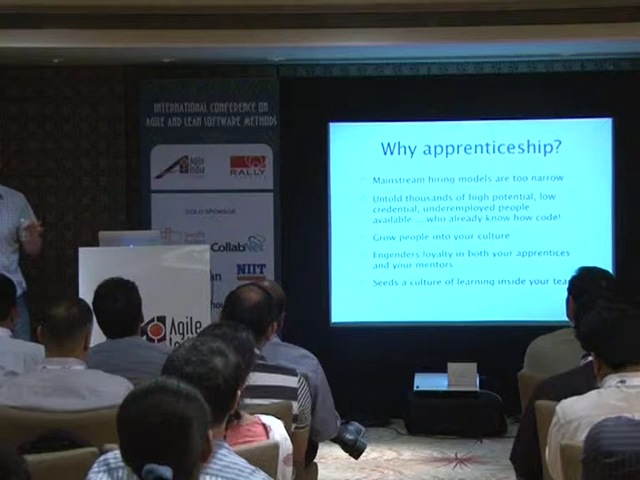 INTERNATIONAL CONFERENCE ON
AGILE AND LEAN SOFTWARE METHODS
Agile
India
RALLY
GOLD SPONSOR
CollabNet
NIIT
Agile
Why apprenticeship?
Mainstream hiring models are too narrow
Untold thousands of high potential, low
credential, underemployed people
available ... who already know how code!
Grow people into your culture
Engenders loyalty in both your apprentices
and your mentors
Seeds a culture of learning inside your